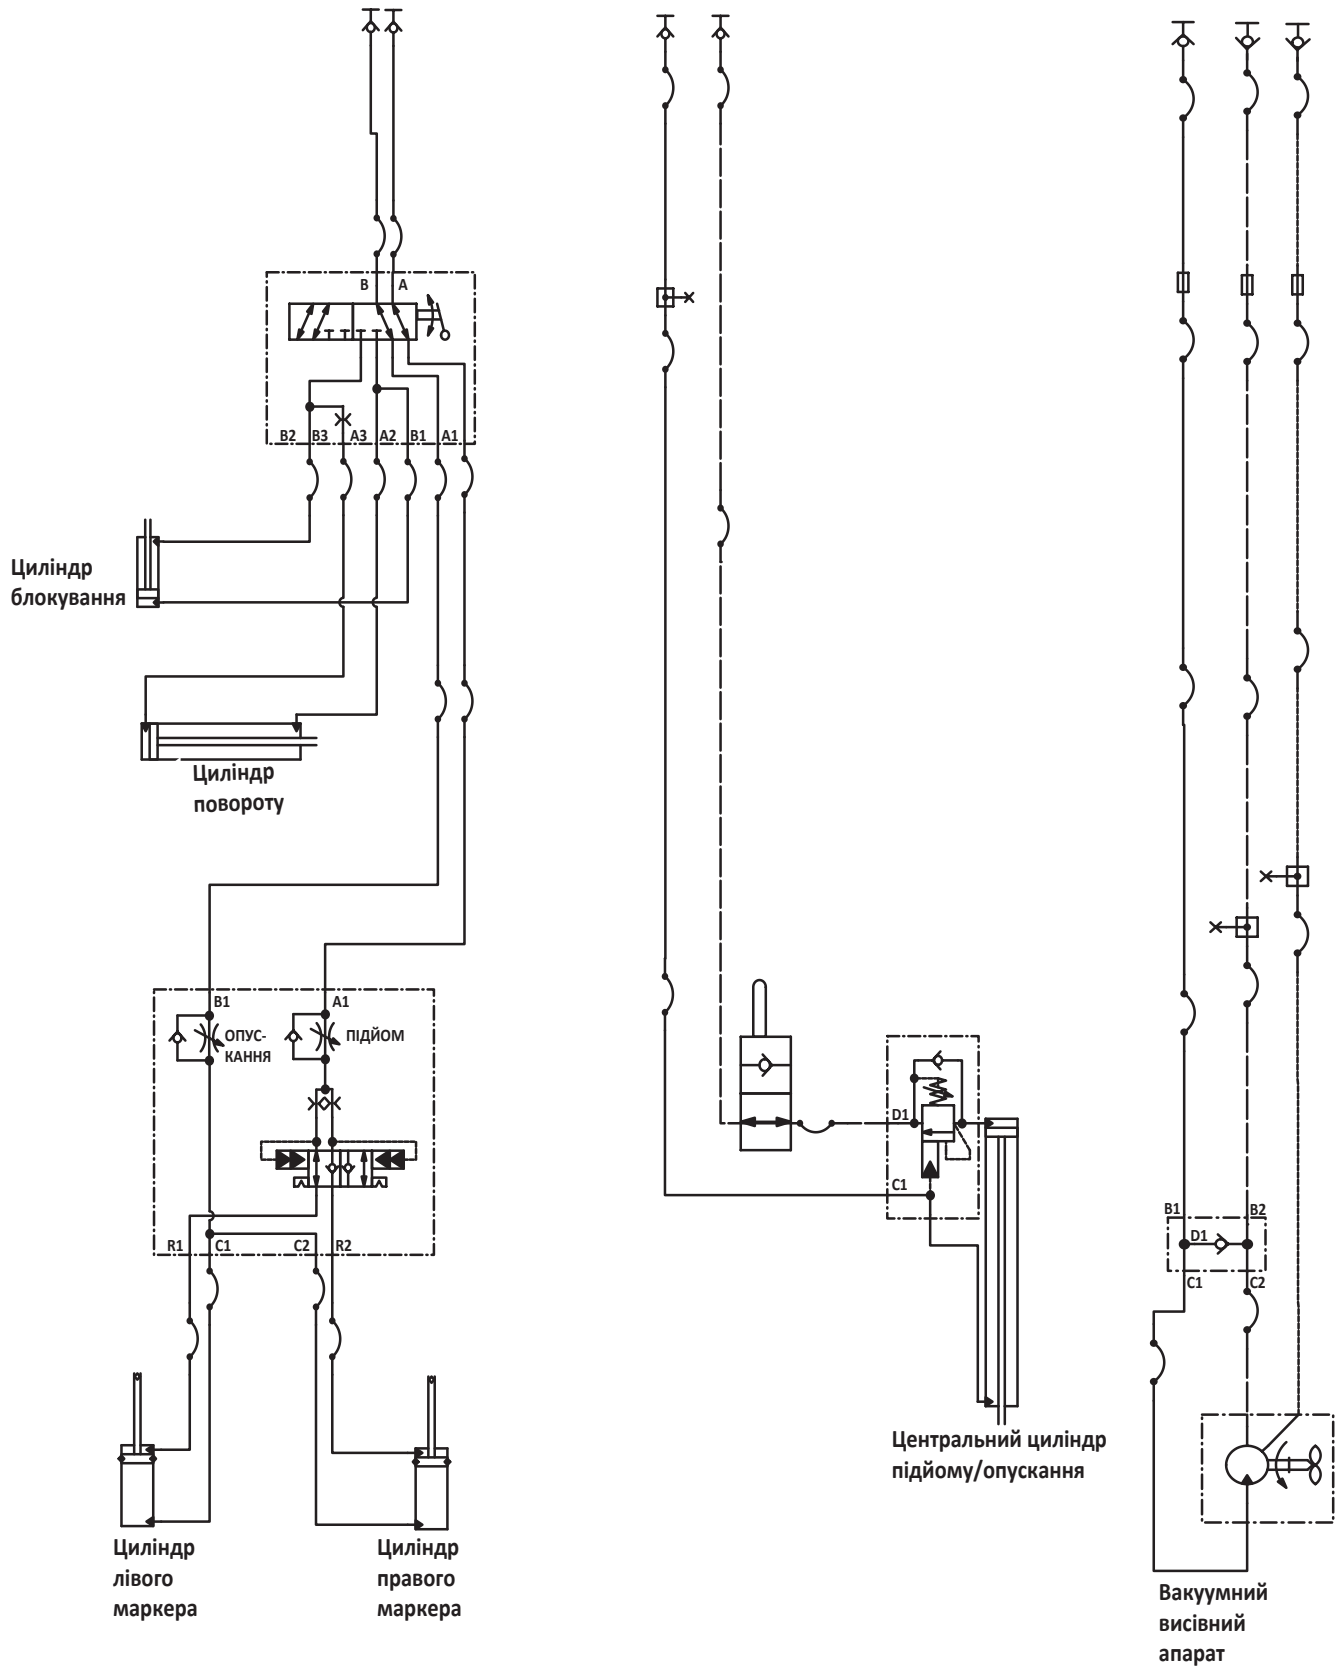 B A
B2 B3 A3 A2 B1 A1
Циліндр
блокування
Циліндр
повороту
B1 A1
ОПУС-
КАННЯ
ПІДЙОМ
R1 C1 C2 R2
Циліндр
лівого
маркера
Циліндр
правого
маркера
D1
C1
Центральний циліндр
підйому/опускання
B1 B2
D1
C1 C2
Вакуумний
висівний
апарат